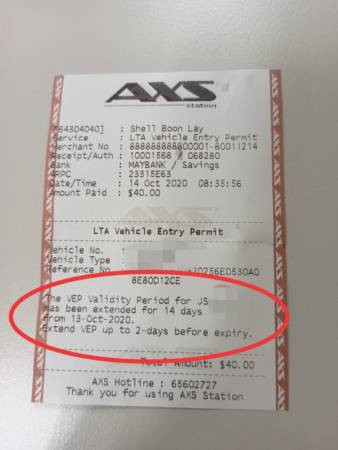 AXS
station
64304040] : Shell Boon Lay
Service : LTA Vehicle Entry Permit
Merchant No : 888888888800001-80011214
Receipt/Auth : 10001568 / 068280
Bank : MAYBANK / Savings
RRPC : 23315E63
Date/Time : 14 Oct 2020 08:35:56
Amount Paid : $40.00
LTA Vehicle Entry Permit
Vehicle No. :
Vehicle Type :
Reference No
20256E0530A0
8E80D12CE
The VEP Validity Period for JS
has been extended for 14 days
from 13-Oct-2020.
Extend VEP up to 2-days before expiry.
Total Amount: $40.00
AXS Hotline : 65602727
Thank you for using AXS Station